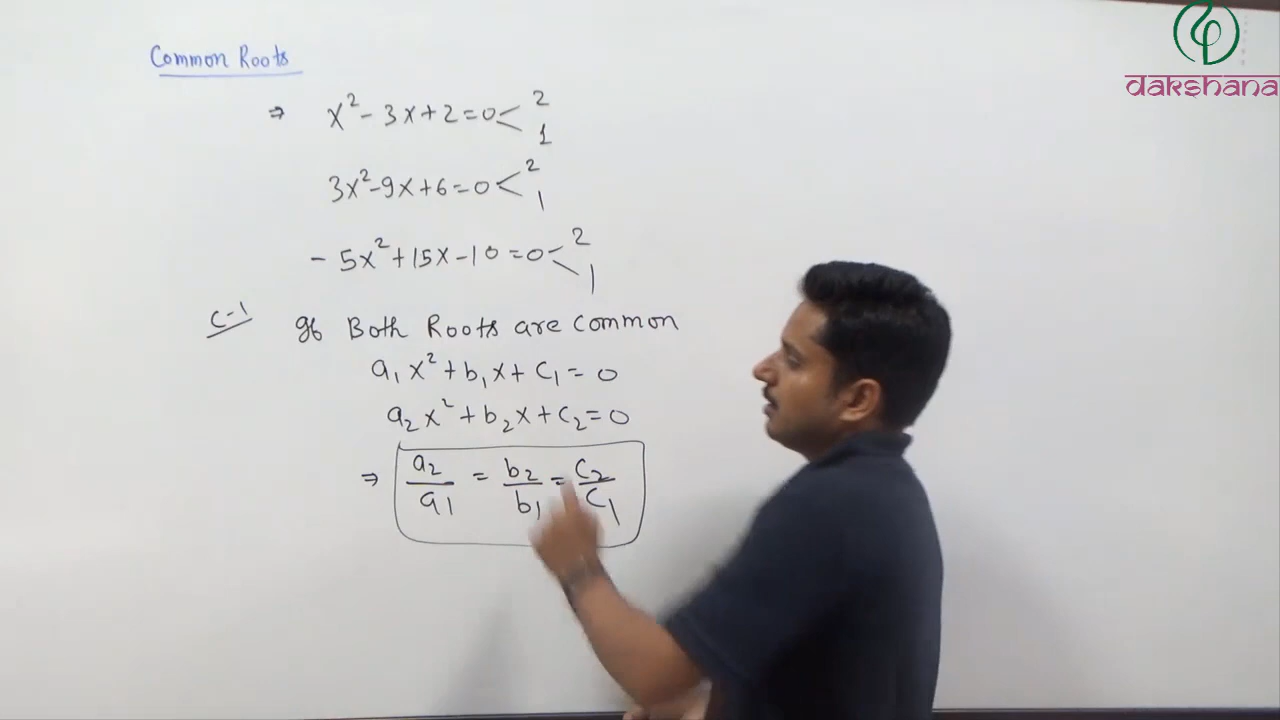 Common Roots
⇒ x² - 3x + 2 = 0 < 2
1
3x² - 9x + 6 = 0 < 2
1
- 5x² + 15x - 10 = 0 < 2
1
C-1 If Both Roots are common
a₁x² + b₁x + c₁ = 0
a₂x² + b₂x + c₂ = 0
⇒ a₂/a₁ = b₂/b₁ = c₂/c₁
dakshana